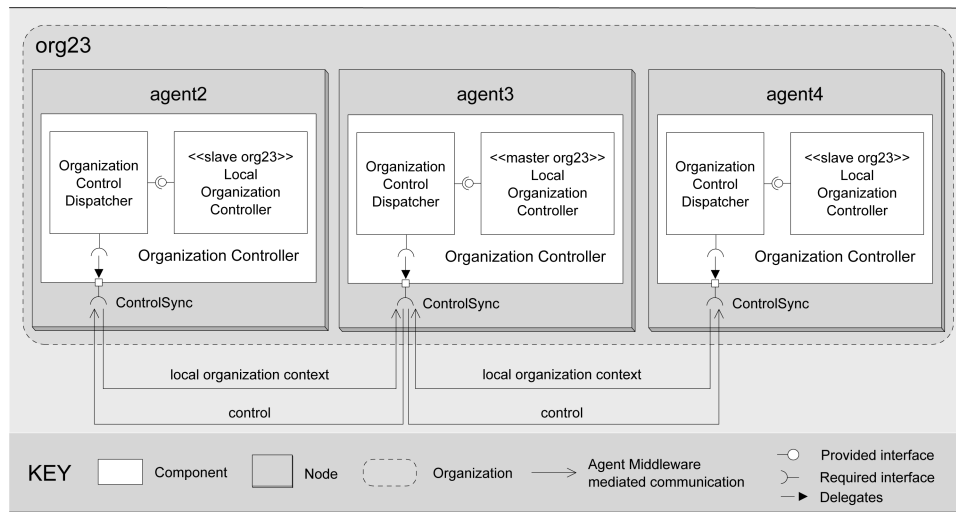 org23
agent2
Organization
Control
Dispatcher
<<slave org23>>
Local
Organization
Controller
Organization Controller
ControlSync
agent3
Organization
Control
Dispatcher
<<master org23>>
Local
Organization
Controller
Organization Controller
ControlSync
agent4
Organization
Control
Dispatcher
<<slave org23>>
Local
Organization
Controller
Organization Controller
ControlSync
local organization context
local organization context
control
control
KEY
Component
Node
Organization
Agent Middleware
mediated communication
Provided interface
Required interface
Delegates